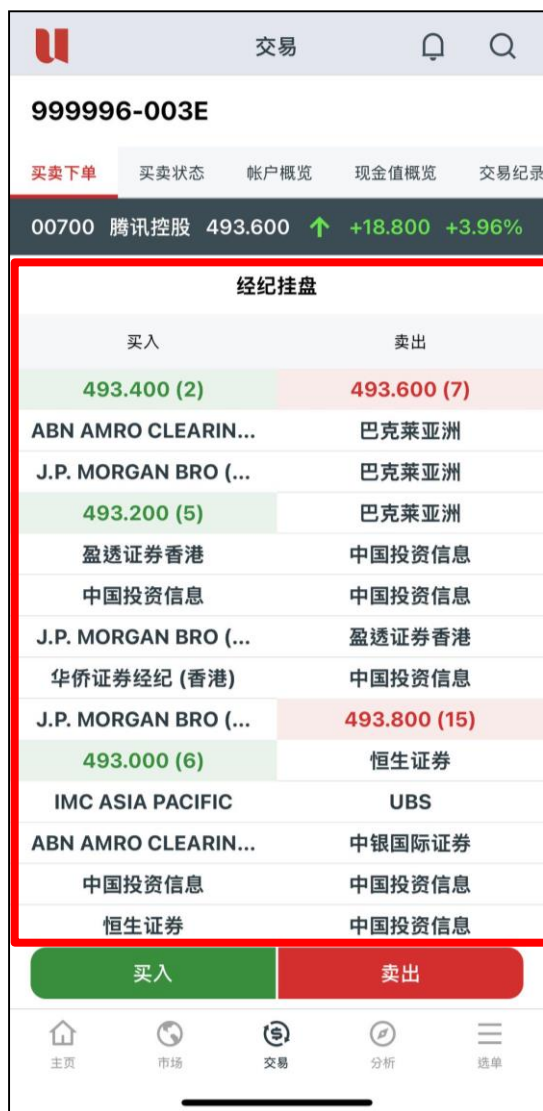 交易
999996-003E
买卖下单 买卖状态 帐户概览 现金值概览 交易纪录
00700 腾讯控股 493.600 ↑ +18.800 +3.96%
经纪挂盘
买入 卖出
493.400 (2) 493.600 (7)
ABN AMRO CLEARIN... 巴克莱亚洲
J.P. MORGAN BRO (... 巴克莱亚洲
493.200 (5) 巴克莱亚洲
盈透证券香港 中国投资信息
中国投资信息 中国投资信息
J.P. MORGAN BRO (... 盈透证券香港
华侨证券经纪 (香港) 中国投资信息
J.P. MORGAN BRO (... 493.800 (15)
493.000 (6) 恒生证券
IMC ASIA PACIFIC UBS
ABN AMRO CLEARIN... 中银国际证券
中国投资信息 中国投资信息
恒生证券 中国投资信息
买入 卖出
主页 市场 交易 分析 选单